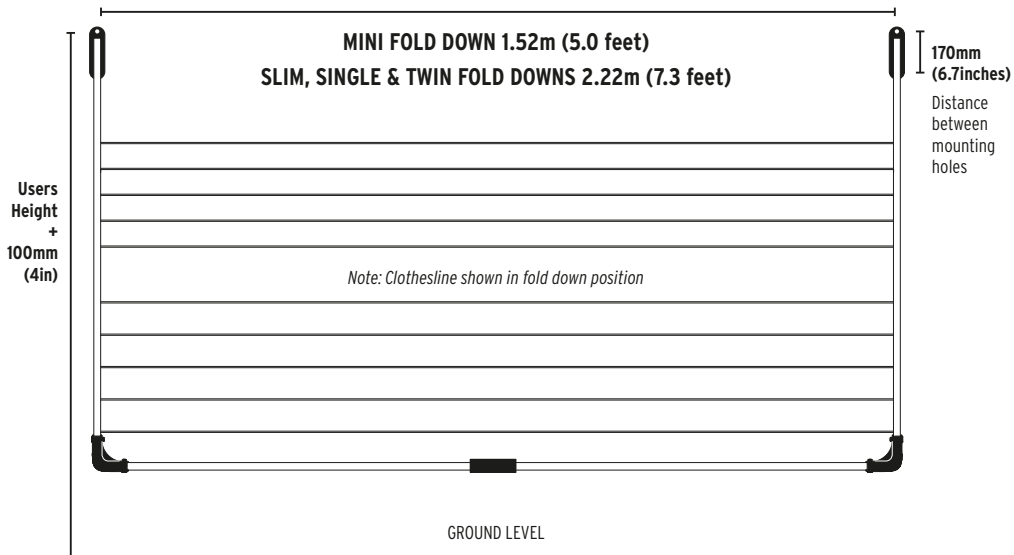 MINI FOLD DOWN 1.52m (5.0 feet)
SLIM, SINGLE & TWIN FOLD DOWNS 2.22m (7.3 feet)
170mm
(6.7inches)
Distance
between
mounting
holes
Users
Height
+
100mm
(4in)
Note: Clothesline shown in fold down position
GROUND LEVEL